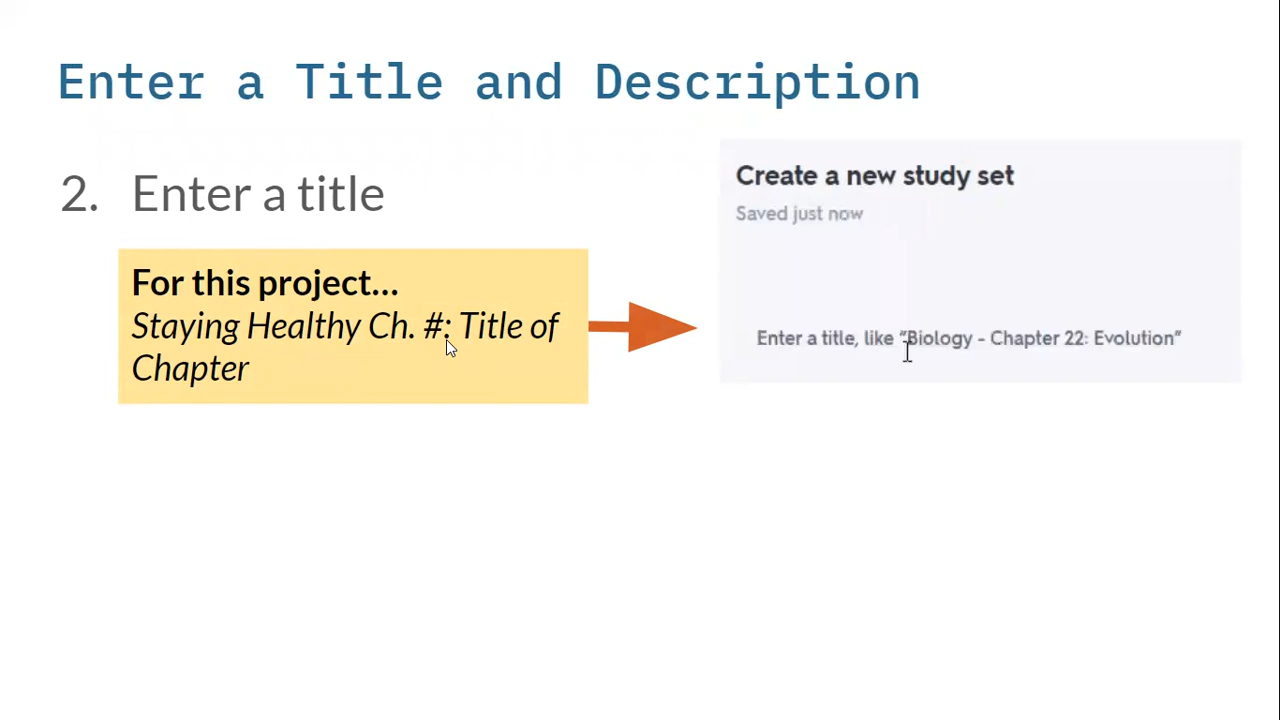 Enter a Title and Description
2. Enter a title
For this project...
Staying Healthy Ch. #: Title of
Chapter
Create a new study set
Saved just now
Enter a title, like “Biology - Chapter 22: Evolution”